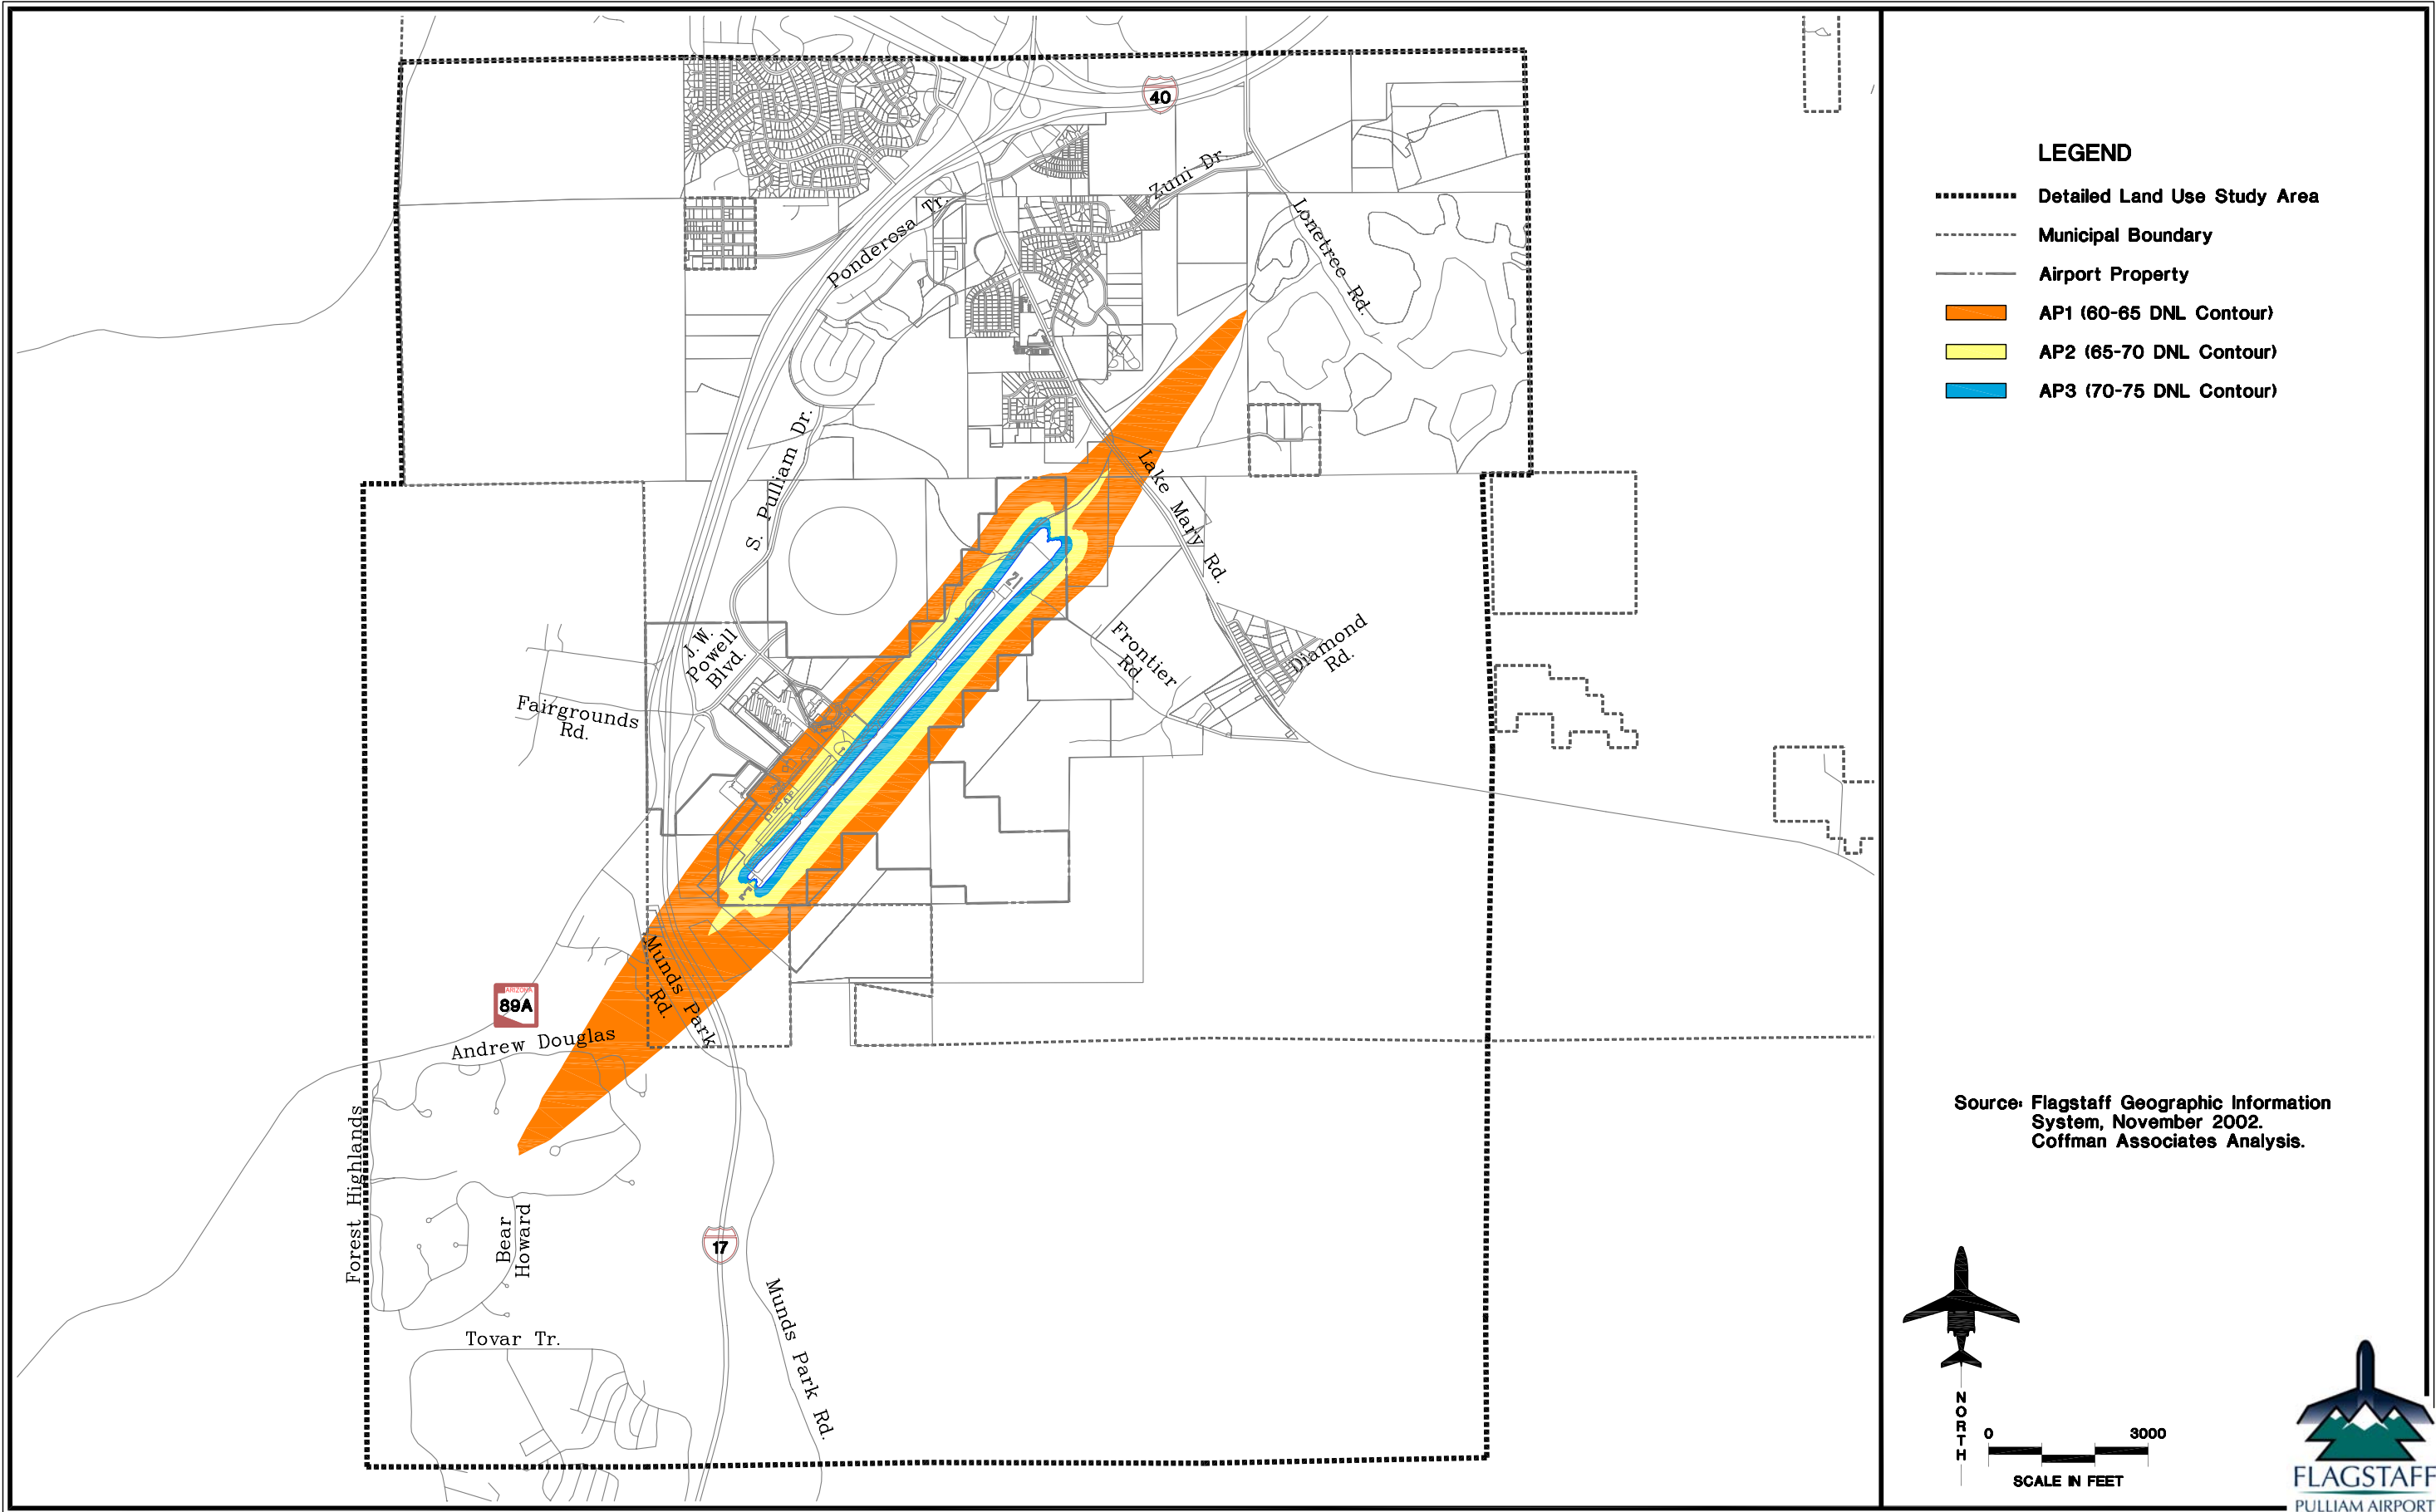 40
Zuni Dr
Ponderosa Tr.
Lonetree Rd.
S. Pulliam Dr.
Lake Mary Rd.
21
J.W.
Powell
Blvd.
Frontier
Rd.
Diamond
Rd.
Fairgrounds
Rd.
3
Munds Park
Rd.
ARIZONA
89A
Andrew Douglas
Forest Highlands
Bear
Howard
17
Munds Park Rd.
Tovar Tr.
LEGEND
Detailed Land Use Study Area
Municipal Boundary
Airport Property
AP1 (60-65 DNL Contour)
AP2 (65-70 DNL Contour)
AP3 (70-75 DNL Contour)
Source: Flagstaff Geographic Information
System, November 2002.
Coffman Associates Analysis.
NORTH
0 3000
SCALE IN FEET
FLAGSTAFF
PULLIAM AIRPORT